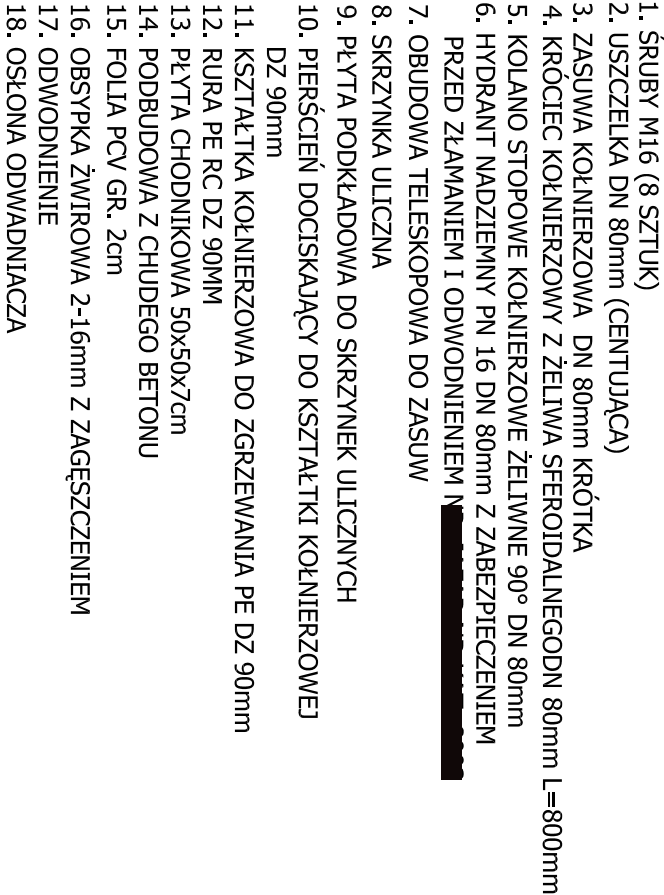 1. ŚRUBY M16 (8 SZTUK)
2. USZCZELKA DN 80mm (CENTUJĄCA)
3. ZASUWA KOŁNIERZOWA DN 80mm KRÓTKA
4. KRÓCIEC KOŁNIERZOWY Z ŻELIWA SFEROIDALNEGODN 80mm L=800mm
5. KOLANO STOPOWE KOŁNIERZOWE ŻELIWNE 90° DN 80mm
6. HYDRANT NADZIEMNY PN 16 DN 80mm Z ZABEZPIECZENIEM
PRZED ZŁAMANIEM I ODWODNIENIEM
7. OBUDOWA TELESKOPOWA DO ZASUW
8. SKRZYNKA ULICZNA
9. PŁYTA PODKŁADOWA DO SKRZYNEK ULICZNYCH
10. PIERŚCIEŃ DOCISKAJĄCY DO KSZTAŁTKI KOŁNIERZOWEJ
DZ 90mm
11. KSZTAŁTKA KOŁNIERZOWA DO ZGRZEWANIA PE DZ 90mm
12. RURA PE RC DZ 90MM
13. PŁYTA CHODNIKOWA 50x50x7cm
14. PODBUDOWA Z CHUDEGO BETONU
15. FOLIA PCV GR. 2cm
16. OBSYPKA ŻWIROWA 2-16mm Z ZAGĘSZCZENIEM
17. ODWODNIENIE
18. OSŁONA ODWADNIACZA